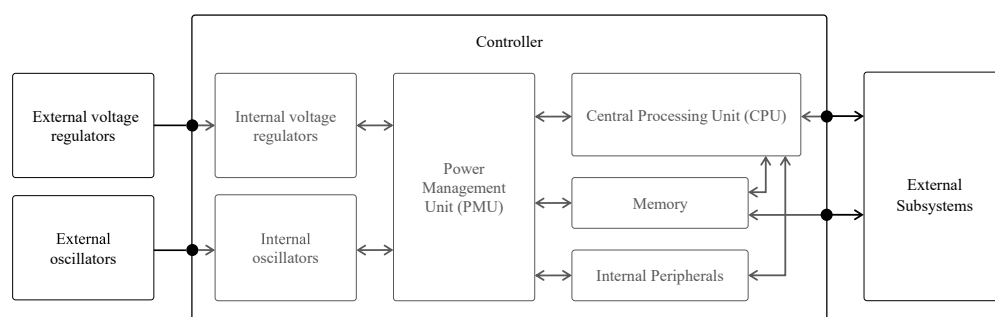 Controller
External voltage
regulators
Internal voltage
regulators
Central Processing Unit (CPU)
Power
Management
Unit (PMU)
External
Subsystems
Memory
External
oscillators
Internal
oscillators
Internal Peripherals